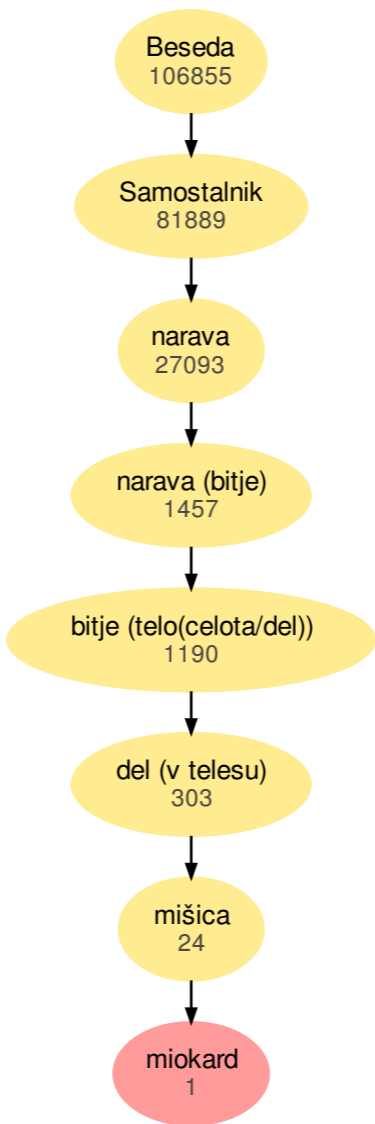 Beseda
106855
Samostalnik
81889
narava
27093
narava (bitje)
1457
bitje (telo(celota/del))
1190
del (v telesu)
303
mišica
24
miokard
1